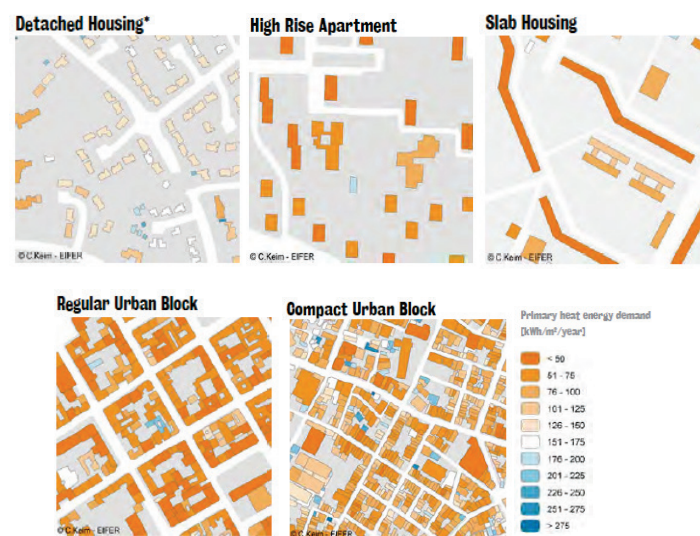 Detached Housing*
High Rise Apartment
Slab Housing
© C.Keim - EIFER
© C.Keim - EIFER
© C.Keim - EIFER
Regular Urban Block
Compact Urban Block
Primary heat energy demand
[kWh/m²/year]
< 50
51 - 75
76 - 100
101 - 125
126 - 150
151 - 175
176 - 200
201 - 225
226 - 250
251 - 275
> 275
© C.Keim - EIFER
© C.Keim - EIFER